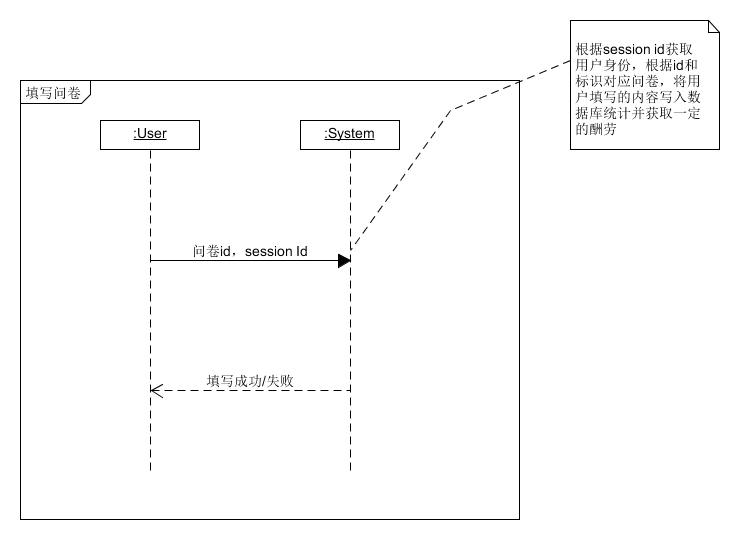 根据session id获取
用户身份，根据id和
标识对应问卷，将用
户填写的内容写入数
据库统计并获取一定
的酬劳
填写问卷
:User
:System
问卷id，session Id
填写成功/失败